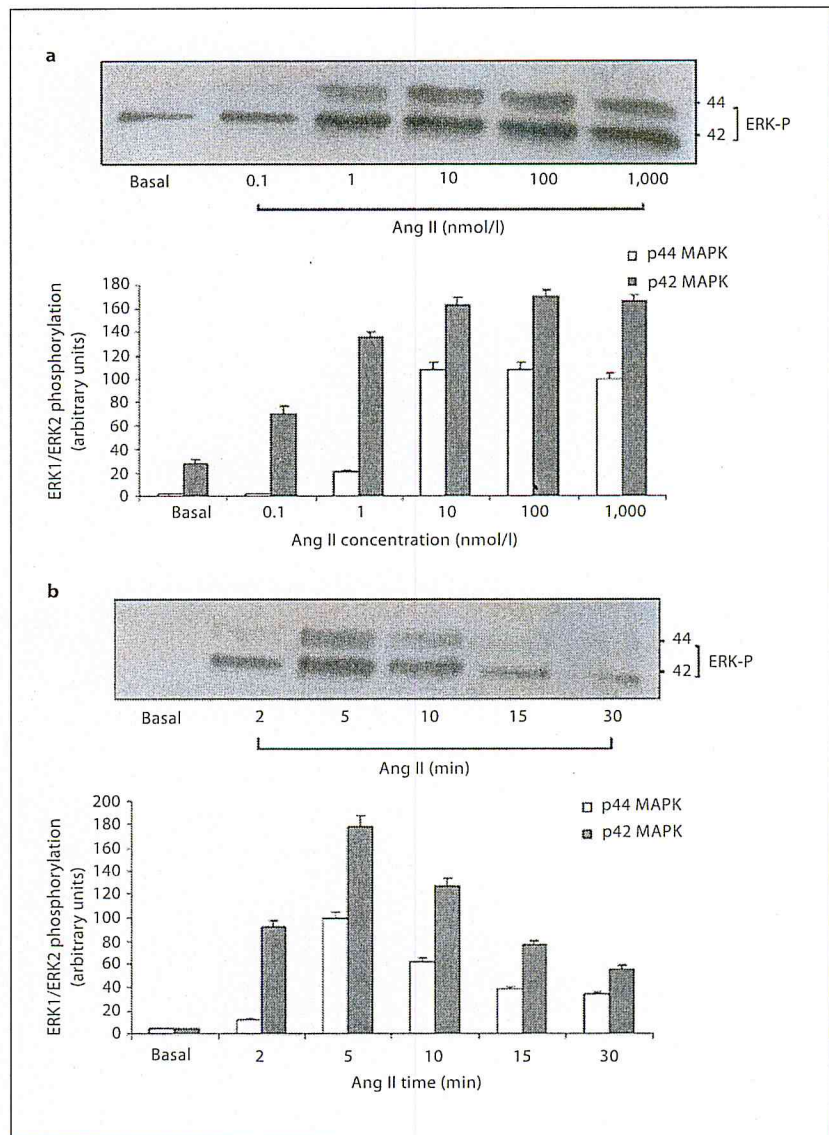 a
44
42
ERK-P
Basal 0.1 1 10 100 1,000
Ang II (nmol/l)
p44 MAPK
p42 MAPK
ERK1/ERK2 phosphorylation
(arbitrary units)
180
160
140
120
100
80
60
40
20
0
Basal 0.1 1 10 100 1,000
Ang II concentration (nmol/l)
b
44
42
ERK-P
Basal 2 5 10 15 30
Ang II (min)
p44 MAPK
p42 MAPK
ERK1/ERK2 phosphorylation
(arbitrary units)
200
180
160
140
120
100
80
60
40
20
0
Basal 2 5 10 15 30
Ang II time (min)